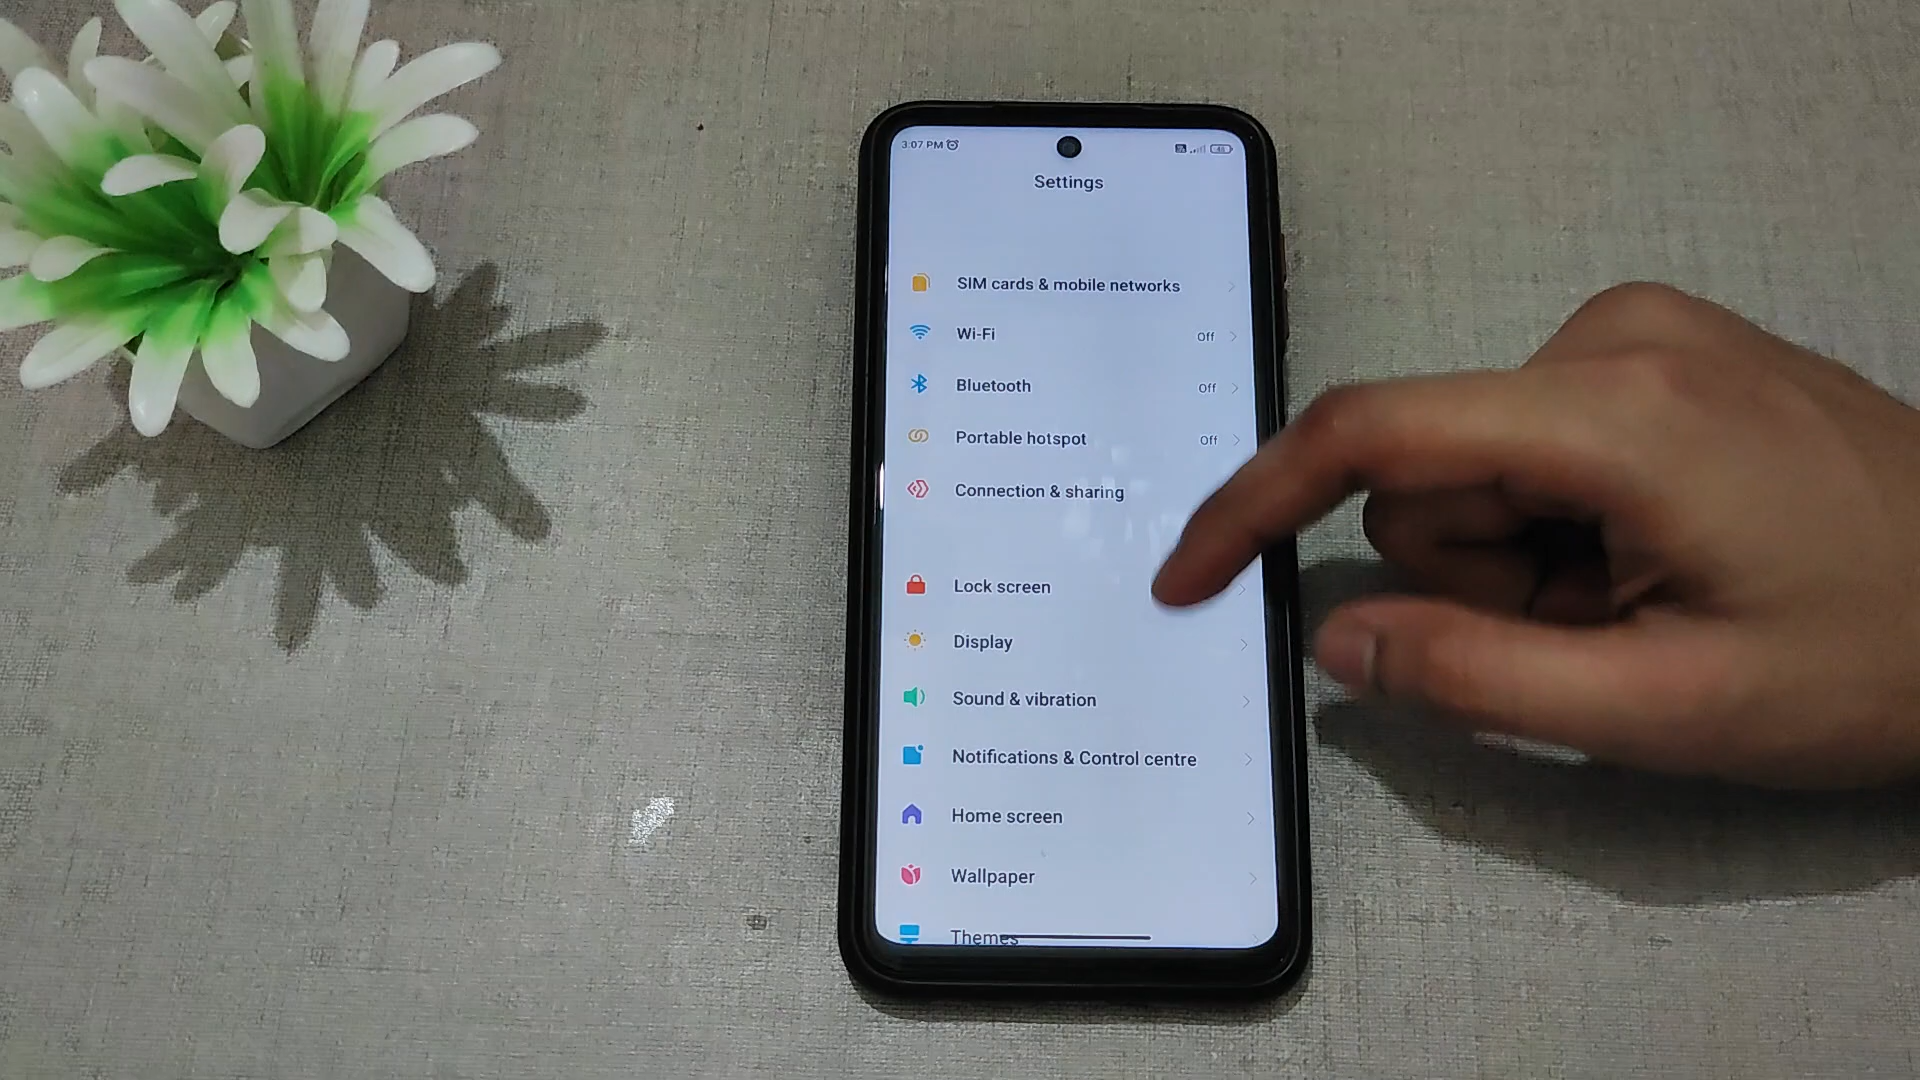 3:07 PM
Settings
SIM cards & mobile networks
Wi-Fi Off
Bluetooth Off
Portable hotspot Off
Connection & sharing
Lock screen
Display
Sound & vibration
Notifications & Control centre
Home screen
Wallpaper
Themes